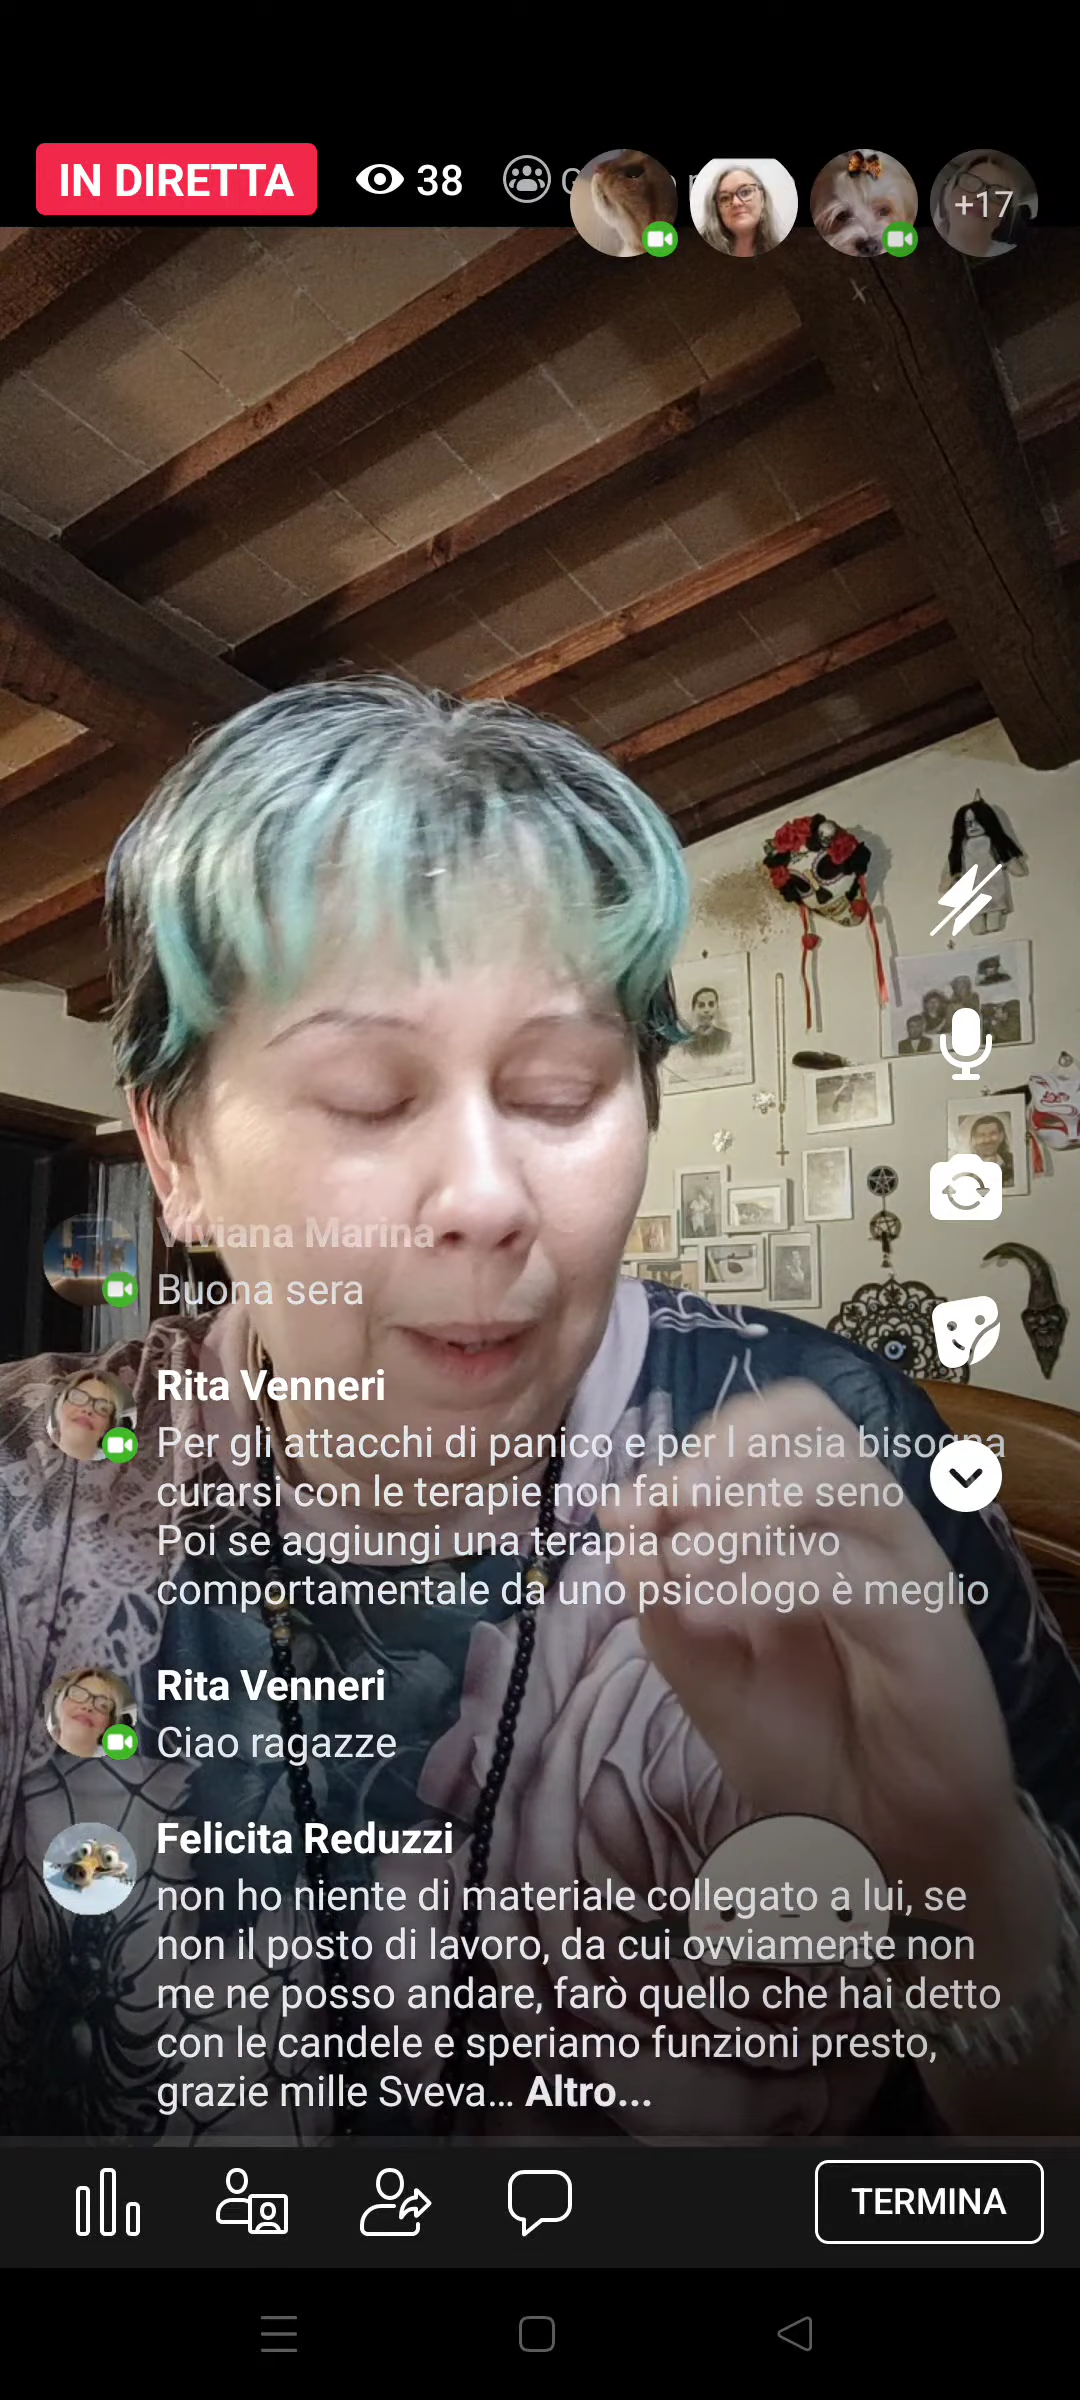 IN DIRETTA
38
+17
Viviana Marina
Buona sera
Rita Venneri
Per gli attacchi di panico e per l ansia bisogna
curarsi con le terapie non fai niente seno
Poi se aggiungi una terapia cognitivo
comportamentale da uno psicologo è meglio
Rita Venneri
Ciao ragazze
Felicita Reduzzi
non ho niente di materiale collegato a lui, se
non il posto di lavoro, da cui ovviamente non
me ne posso andare, farò quello che hai detto
con le candele e speriamo funzioni presto,
grazie mille Sveva... Altro...
TERMINA